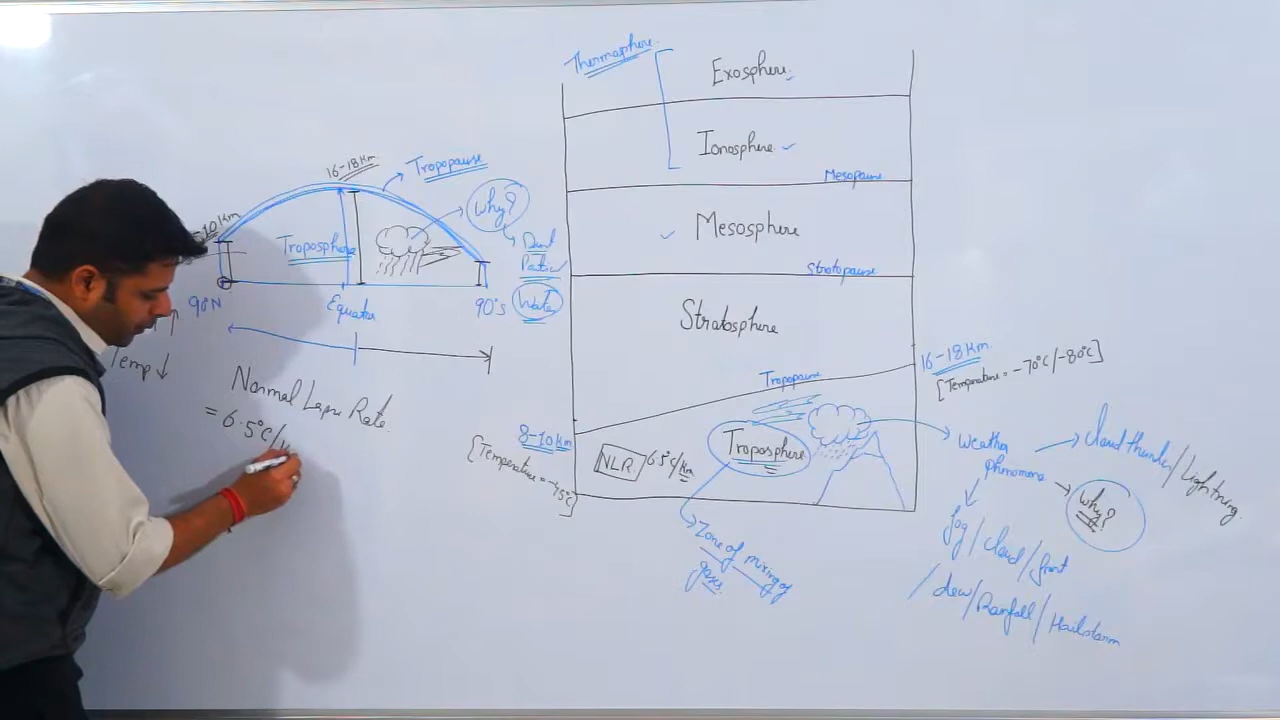 Thermosphere
Exosphere
Ionosphere
Mesopause
Mesosphere
Stratopause
Stratosphere
Tropopause
16-18 Km
[Temperature = -70°C/-80°C]
8-10 Km
[Temperature = -45°C]
NLR 6.5°C/Km
Troposphere
Zone of mixing of
gases
Weather
phenomena
Cloud thunder/Lightning
Why?
fog/cloud/frost
/dew/Rainfall/Hailstorm
16-18 Km
Tropopause
Why?
Dust
Water
10 Km
Troposphere
90°N
Equator
90°S
Temp ↓
Normal Lapse Rate
= 6.5°C/